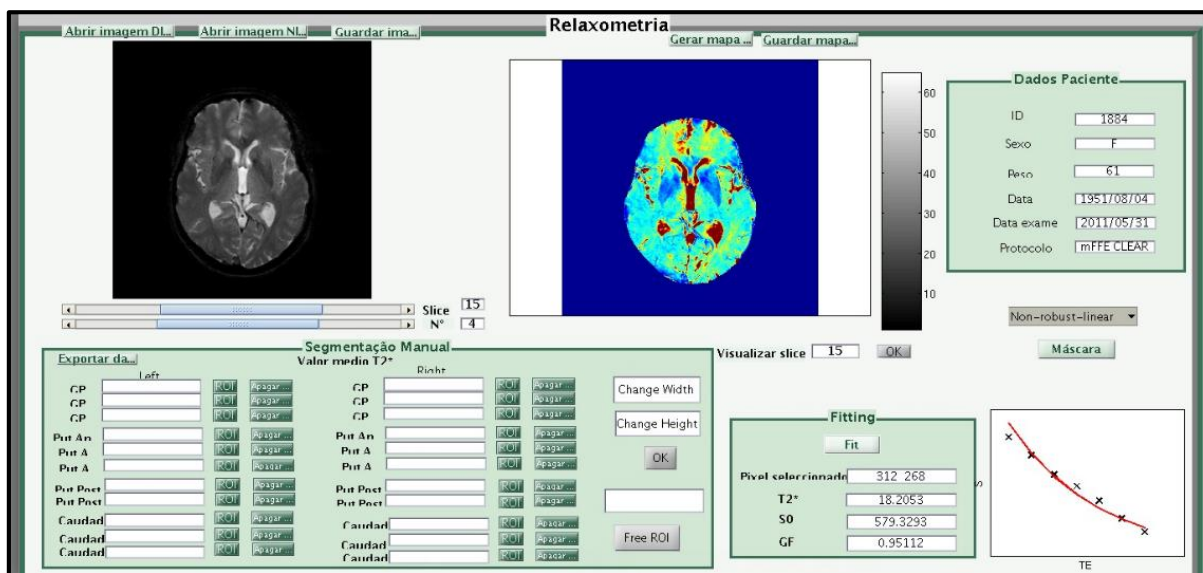 Relaxometria
Abrir imagem DI...
Abrir imagem NI...
Guardar ima...
Gerar mapa ...
Guardar mapa...
60
50
40
30
20
10
Dados Paciente
ID 1884
Sexo F
Peso 61
Data 1951/08/04
Data exame 2011/05/31
Protocolo mFFE CLEAR
Slice 15
N° 4
Non-robust-linear
Máscara
Visualizar slice 15 OK
Segmentação Manual
Exportar da...
Valor medio T2*
Left
Right
GP ROI Apagar ... GP ROI Apagar ...
GP ROI Apagar ... GP ROI Apagar ...
GP ROI Apagar ... GP ROI Apagar ...
Put An ROI Apagar ... Put An ROI Apagar ...
Put A ROI Apagar ... Put A ROI Apagar ...
Put A ROI Apagar ... Put A ROI Apagar ...
Put Post ROI Apagar ... Put Post ROI Apagar ...
Put Post ROI Apagar ... Put Post ROI Apagar ...
Caudad ROI Apagar ... Caudad ROI Apagar ...
Caudad ROI Apagar ... Caudad ROI Apagar ...
Caudad ROI Apagar ... Caudad ROI Apagar ...
Change Width
Change Height
OK
Free ROI
Fitting
Fit
Pixel seleccionado 312 268
T2* 18.2053
S0 579.3293
GF 0.95112
S
TE